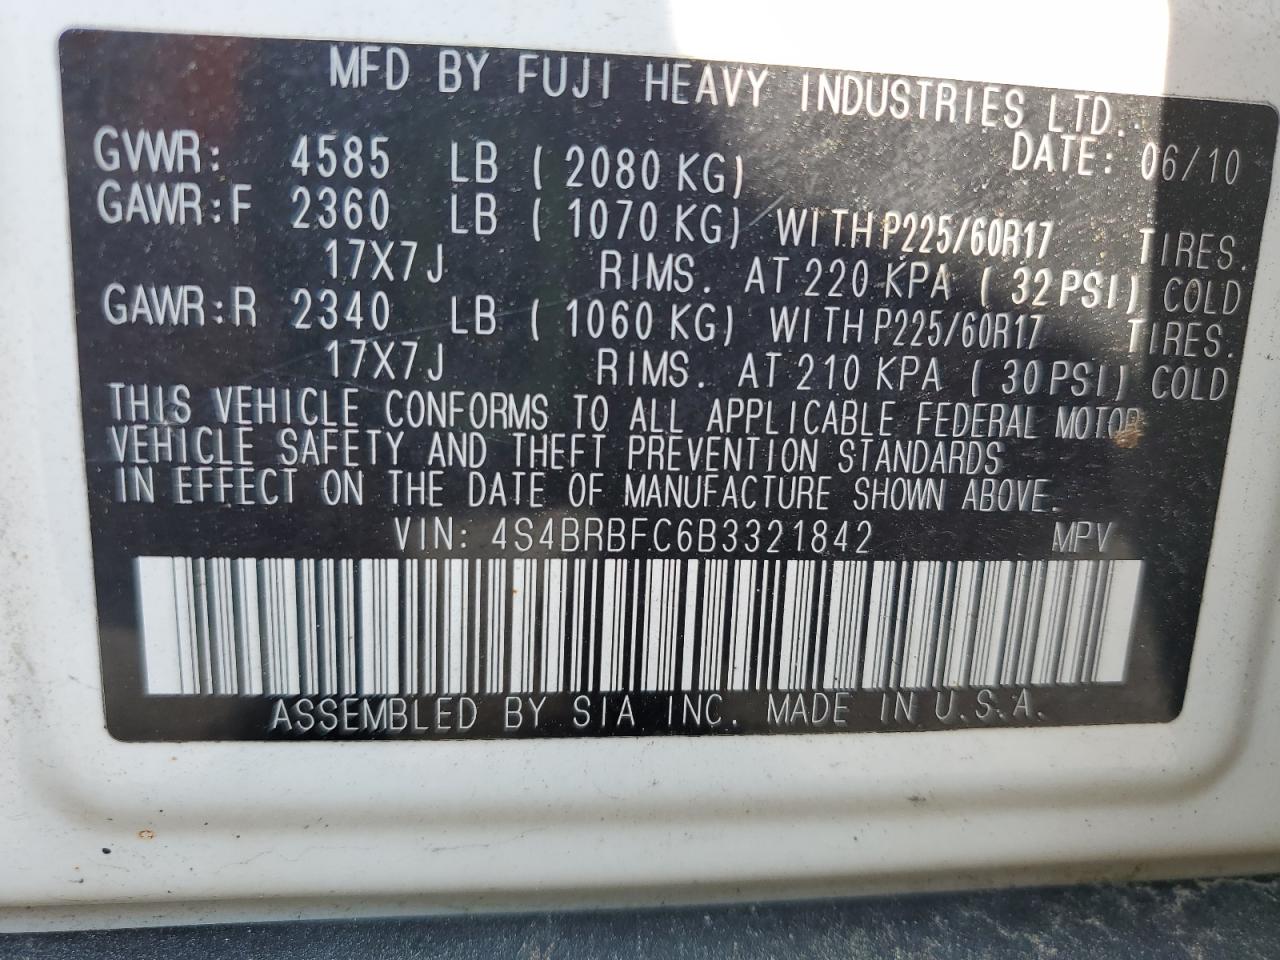 MFD BY FUJI HEAVY INDUSTRIES LTD.
DATE: 06/10
GVWR: 4585 LB ( 2080 KG)
GAWR:F 2360 LB ( 1070 KG) WITH P225/60R17 TIRES.
17X7J RIMS. AT 220 KPA ( 32PSI) COLD
GAWR:R 2340 LB ( 1060 KG) WITH P225/60R17 TIRES.
17X7J RIMS. AT 210 KPA ( 30PSI) COLD
THIS VEHICLE CONFORMS TO ALL APPLICABLE FEDERAL MOTOR
VEHICLE SAFETY AND THEFT PREVENTION STANDARDS
IN EFFECT ON THE DATE OF MANUFACTURE SHOWN ABOVE.
VIN: 4S4BRBFC6B3321842 MPV
ASSEMBLED BY SIA INC. MADE IN U.S.A.